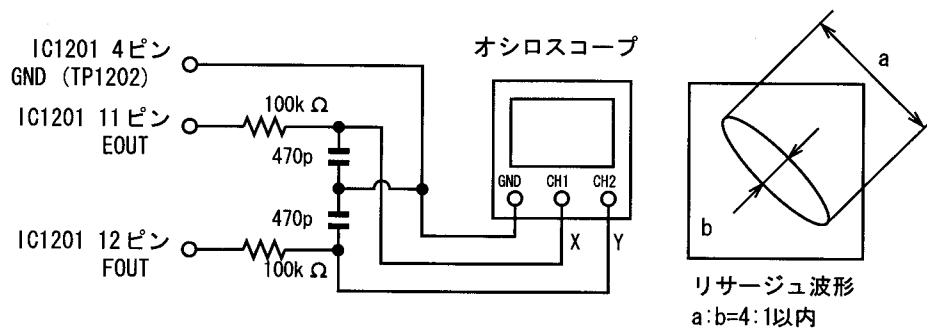 IC1201 4ピン
GND (TP1202)
IC1201 11ピン
EOUT
100kΩ
470p
470p
IC1201 12ピン
FOUT
100kΩ
オシロスコープ
GND CH1 CH2
X Y
a
b
リサージュ波形
a:b=4:1以内